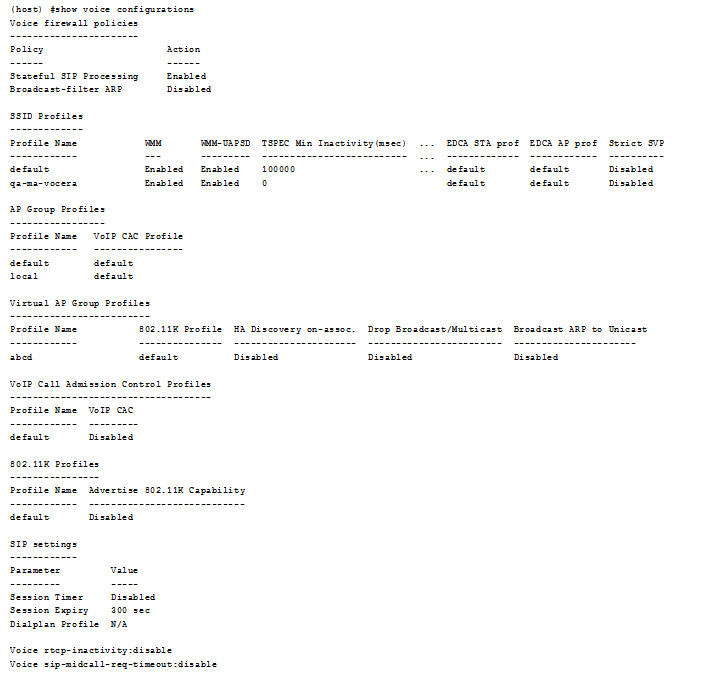 (host) #show voice configurations
Voice firewall policies
-----------------------
Policy                      Action
------                      ------
Stateful SIP Processing     Enabled
Broadcast-filter ARP        Disabled
SSID Profiles
-------------
Profile Name            WMM       WMM-UAPSD  TSPEC Min Inactivity(msec)  ...  EDCA STA prof  EDCA AP prof  Strict SVP
------------            ---       ---------  --------------------------  ...  -------------  ------------  ----------
default                 Enabled   Enabled    100000                      ...  default        default       Disabled
qa-ma-vocera            Enabled   Enabled    0                                default        default       Disabled
AP Group Profiles
-----------------
Profile Name   VoIP CAC Profile
------------   ----------------
default        default
local          default
Virtual AP Group Profiles
-------------------------
Profile Name           802.11K Profile  HA Discovery on-assoc.  Drop Broadcast/Multicast  Broadcast ARP to Unicast
------------           ---------------  ----------------------  ------------------------  ----------------------
abcd                   default          Disabled                Disabled                  Disabled
VoIP Call Admission Control Profiles
------------------------------------
Profile Name  VoIP CAC
------------  ---------
default       Disabled
802.11K Profiles
----------------
Profile Name  Advertise 802.11K Capability
------------  ----------------------------
default       Disabled
SIP settings
------------
Parameter         Value
---------         -----
Session Timer     Disabled
Session Expiry    300 sec
Dialplan Profile  N/A
Voice rtcp-inactivity:disable
Voice sip-midcall-req-timeout:disable